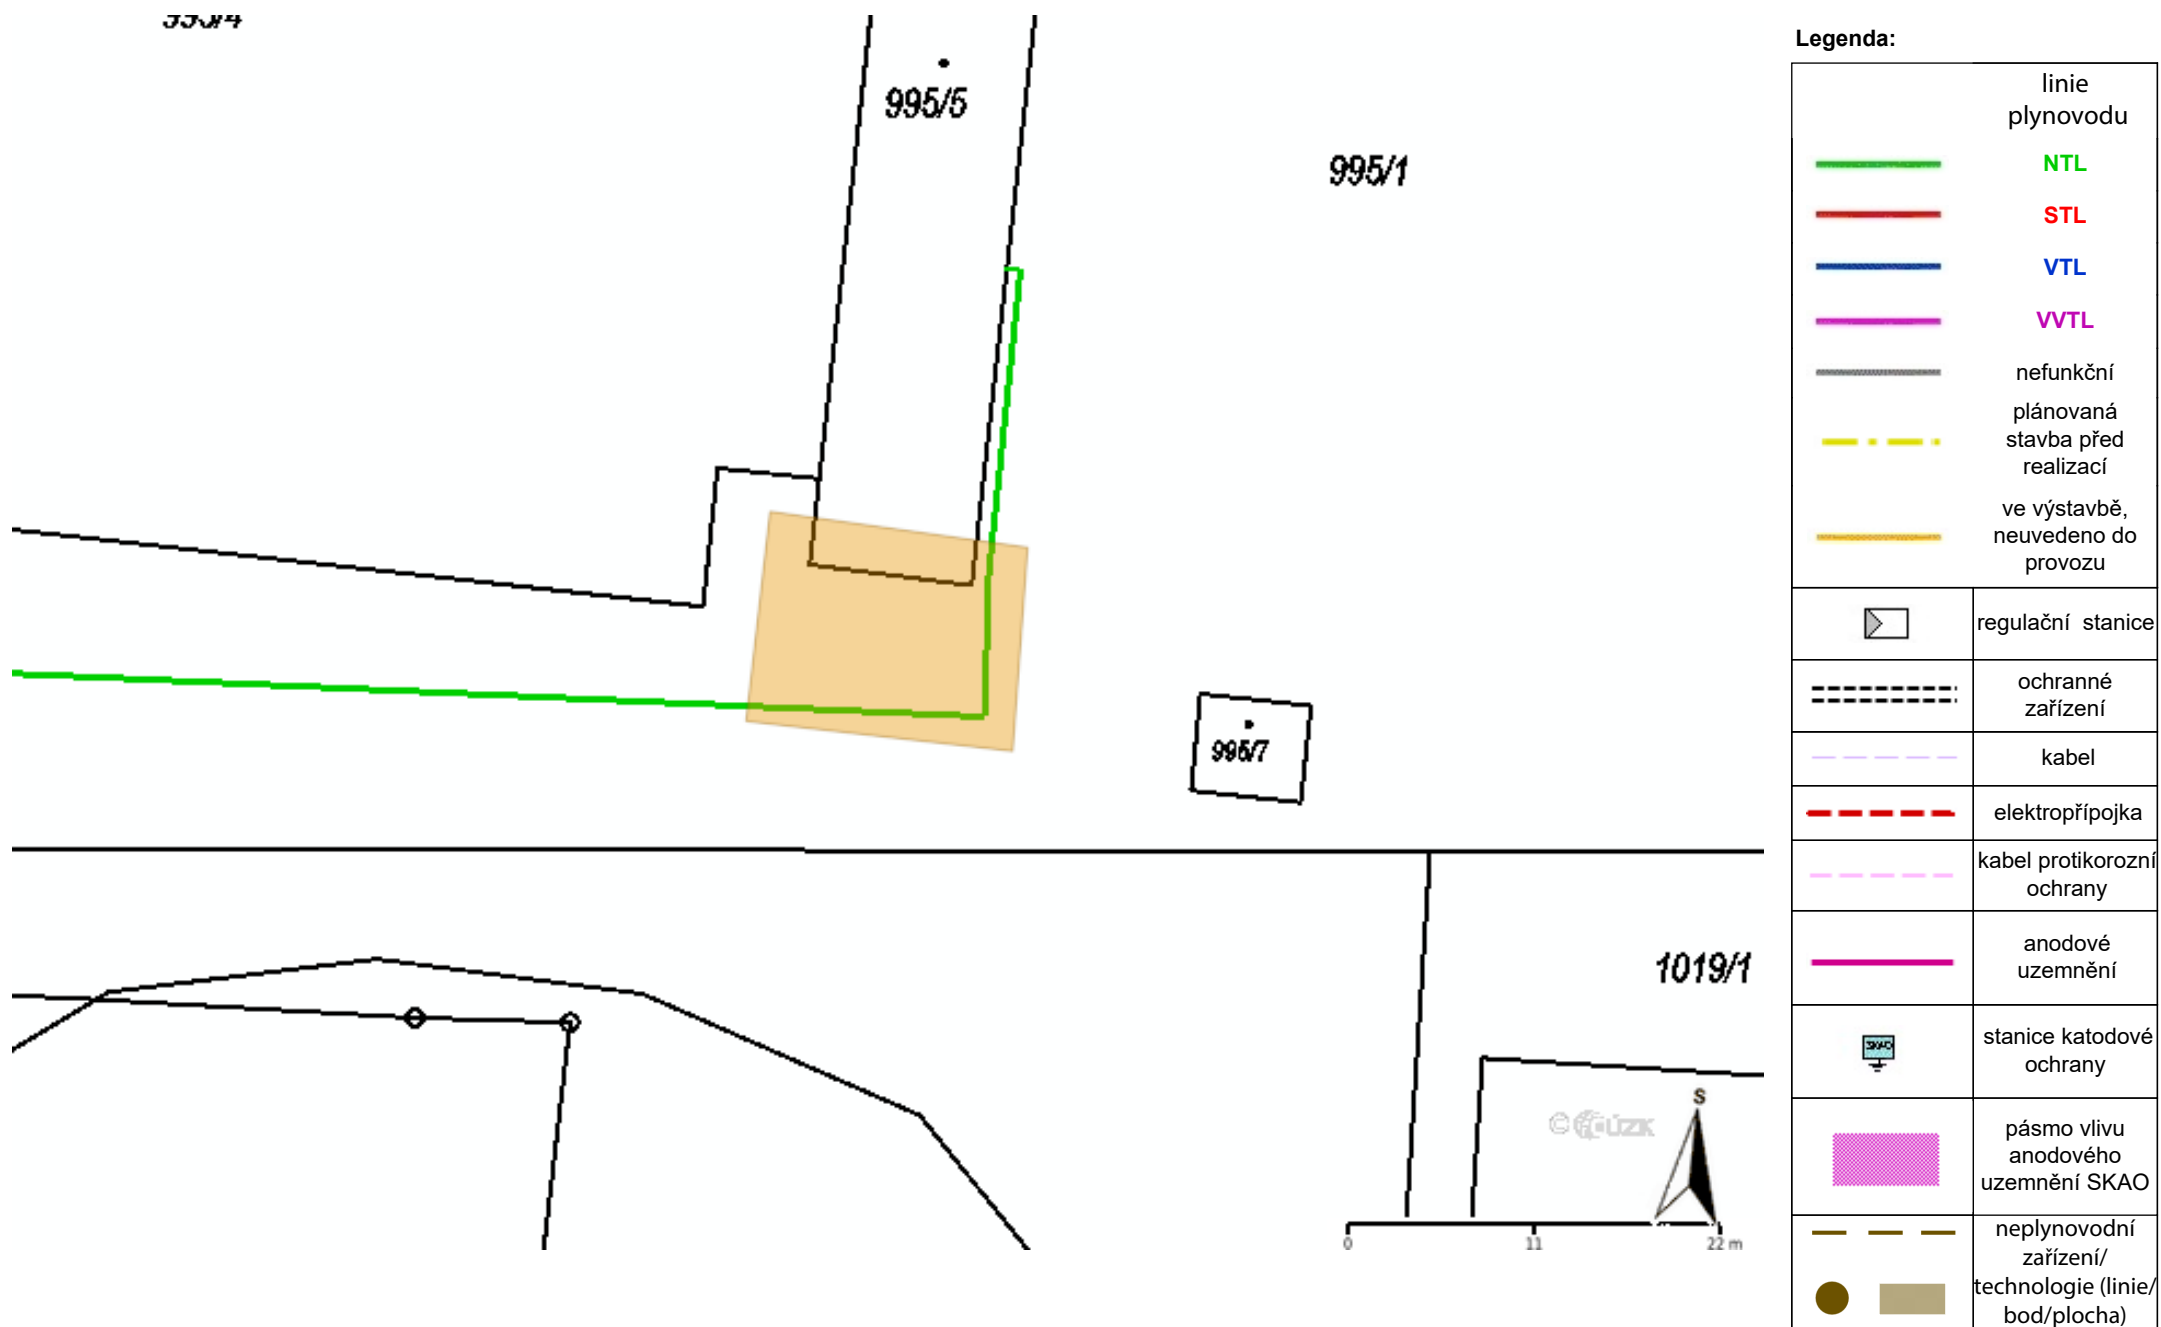 995/5
995/1
995/7
1019/1
S
© ČÚZK
0 11 22 m
Legenda:
linie
plynovodu
NTL
STL
VTL
VVTL
nefunkční
plánovaná
stavba před
realizací
ve výstavbě,
neuvedeno do
provozu
regulační stanice
ochranné
zařízení
kabel
elektropřípojka
kabel protikorozní
ochrany
anodové
uzemnění
SKAO
stanice katodové
ochrany
pásmo vlivu
anodového
uzemnění SKAO
neplynovodní
zařízení/
technologie (linie/
bod/plocha)